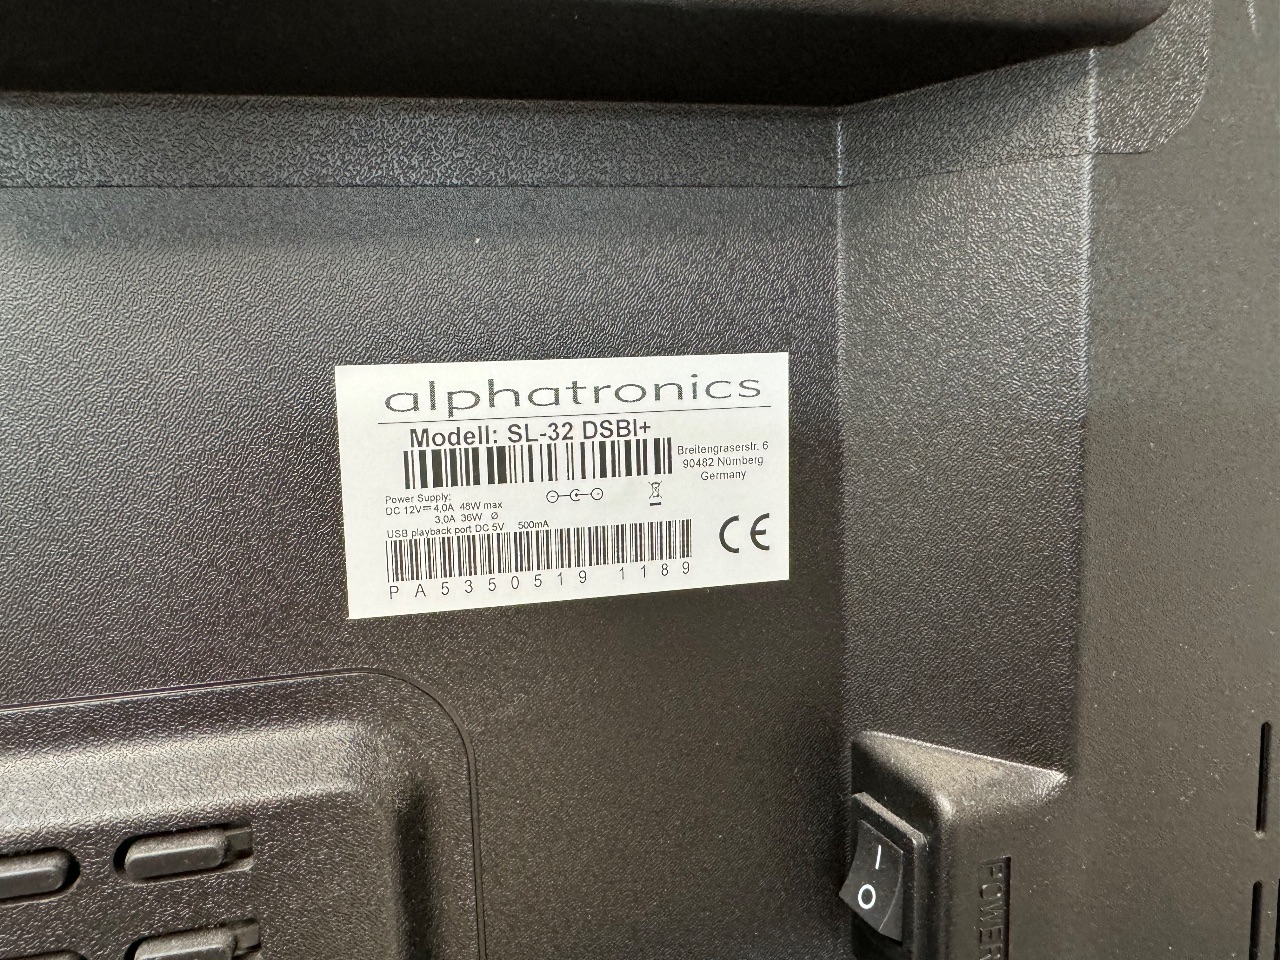 alphatronics
Modell: SL-32 DSBI+
Breitengraserstr. 6
90482 Nürnberg
Germany
Power Supply:
DC 12V⎓4,0A 48W max
3,0A 36W Ø
USB playback port DC 5V 500mA
CE
PA5350519 1189
I
O
POWER